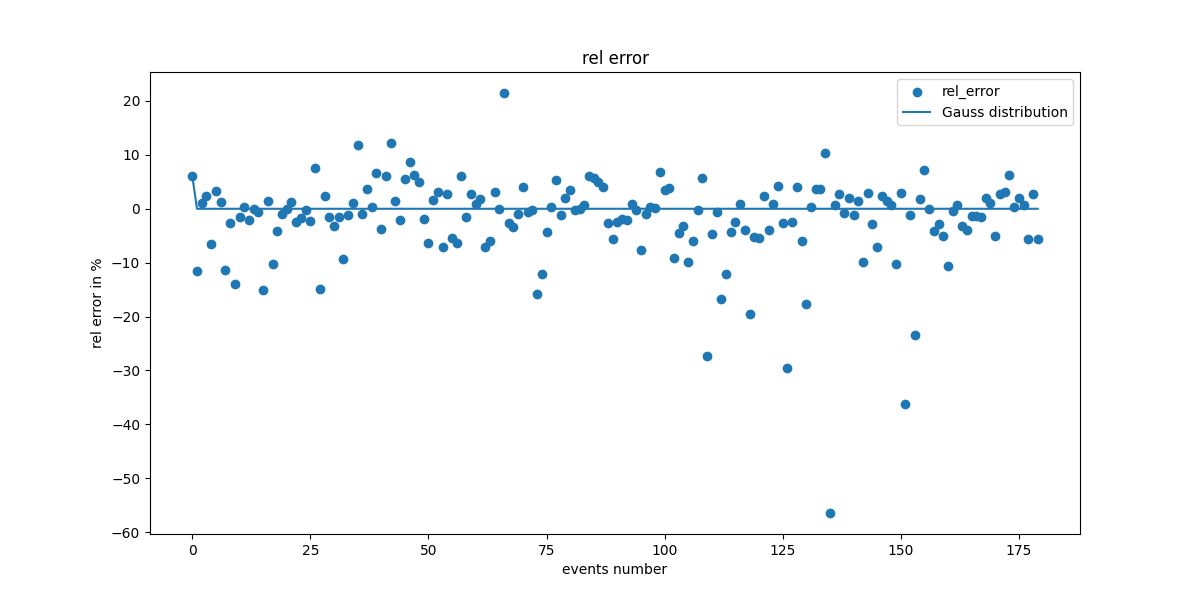 rel error
rel_error
Gauss distribution
rel error in %
20
10
0
−10
−20
−30
−40
−50
−60
0 25 50 75 100 125 150 175
events number